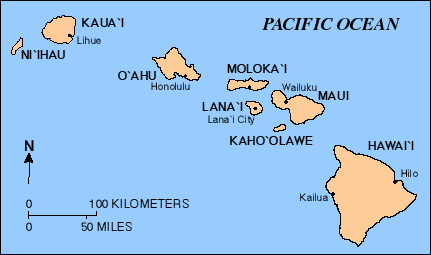 PACIFIC OCEAN
KAUA`I
Lihue
NI`IHAU
O`AHU
Honolulu
MOLOKA`I
Wailuku
LANA`I
MAUI
Lana`i City
KAHO`OLAWE
HAWAI`I
Hilo
Kailua
N
0 100 KILOMETERS
0 50 MILES